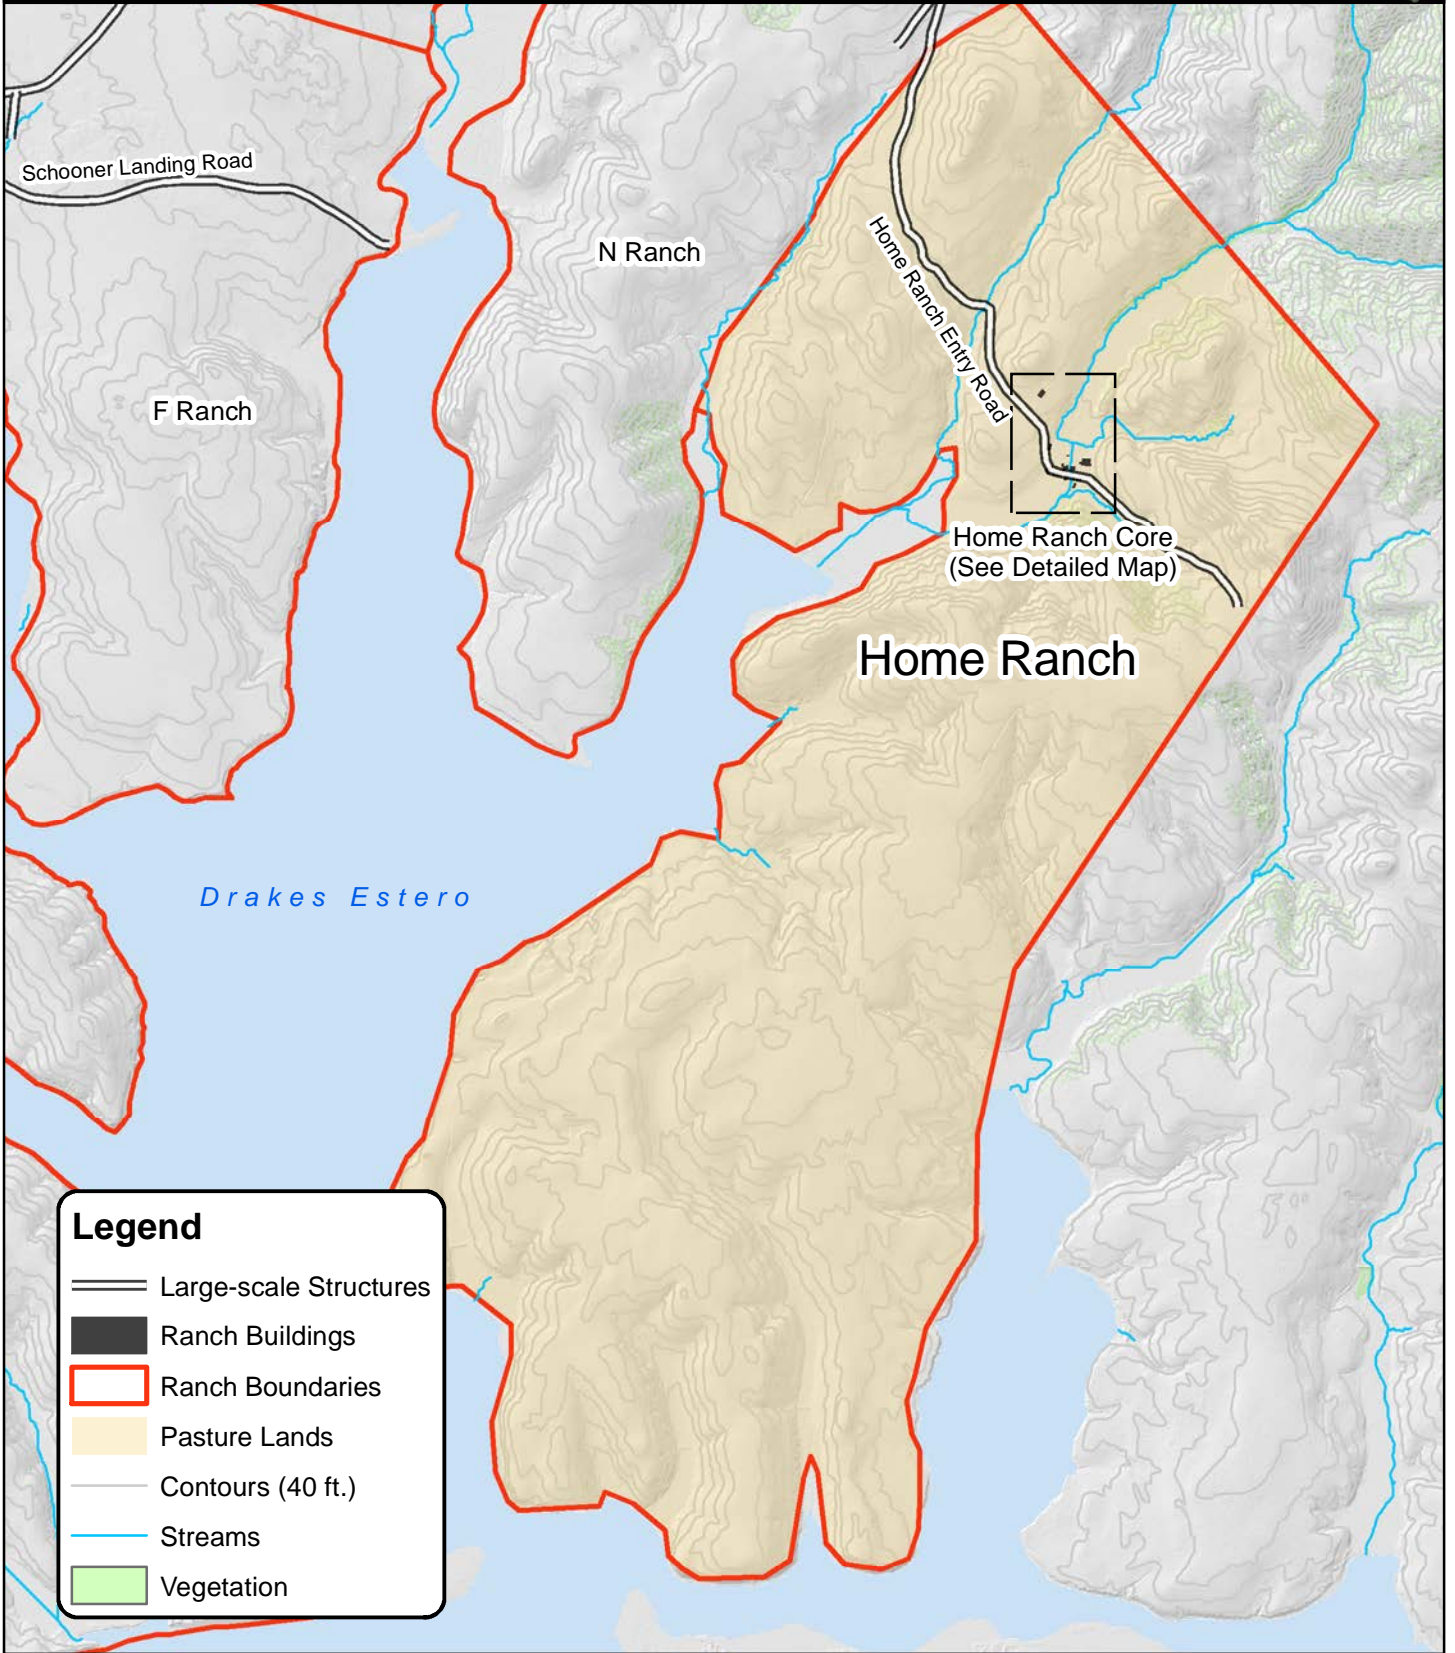 Schooner Landing Road
N Ranch
Home Ranch Entry Road
F Ranch
Home Ranch Core
(See Detailed Map)
Home Ranch
Drakes Estero
Legend
Large-scale Structures
Ranch Buildings
Ranch Boundaries
Pasture Lands
Contours (40 ft.)
Streams
Vegetation